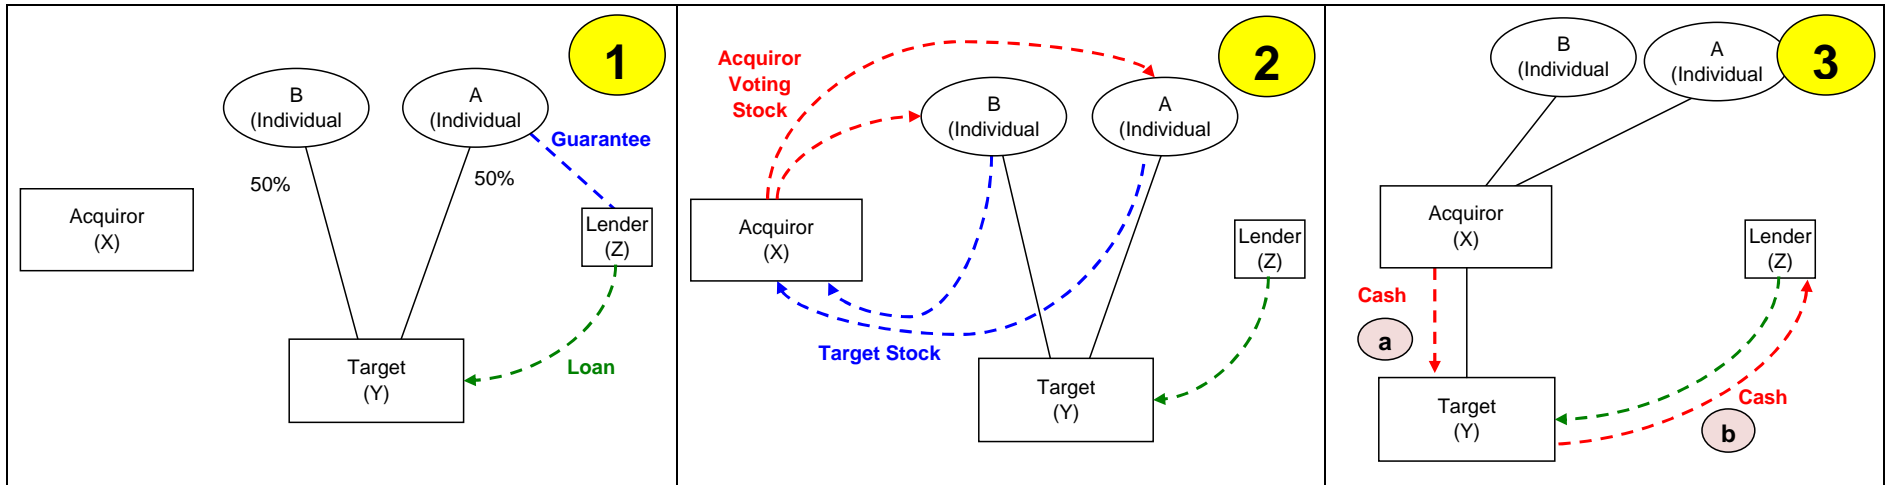 1
B
(Individual
A
(Individual
Guarantee
50%
50%
Acquiror
(X)
Lender
(Z)
Target
(Y)
Loan
2
Acquiror
Voting
Stock
B
(Individual
A
(Individual
Acquiror
(X)
Lender
(Z)
Target Stock
Target
(Y)
3
B
(Individual
A
(Individual
Acquiror
(X)
Lender
(Z)
Cash
a
Target
(Y)
Cash
b